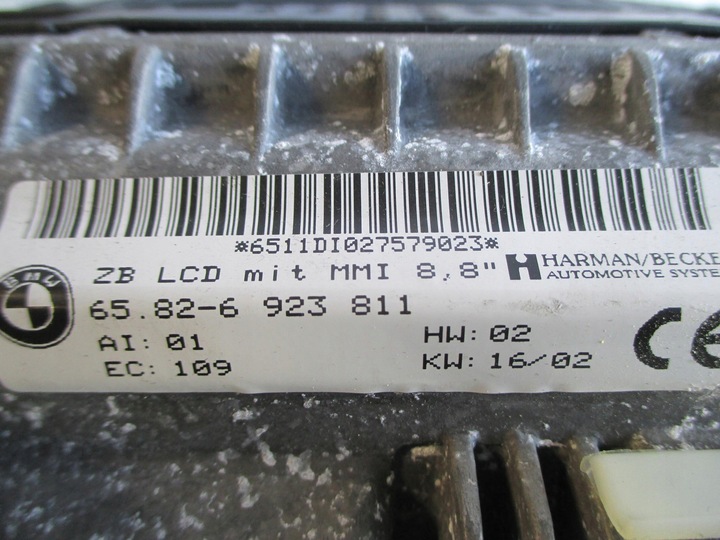 *6511DI027579023*
ZB LCD mit MMI 8,8" HARMAN/BECKE
BMW
65.82-6 923 811
AUTOMOTIVE SYSTE
AI: 01 HW: 02
EC: 109 KW: 16/02
CE